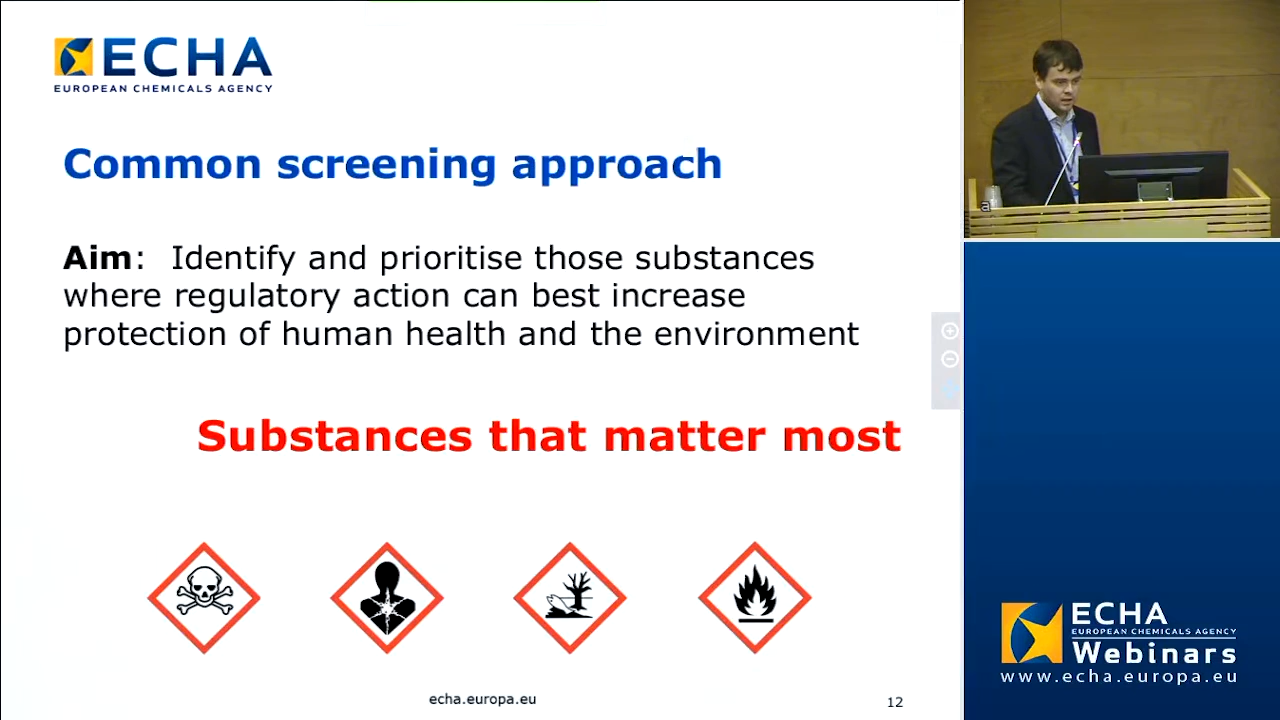 ECHA
EUROPEAN CHEMICALS AGENCY
Common screening approach
Aim: Identify and prioritise those substances
where regulatory action can best increase
protection of human health and the environment
Substances that matter most
echa.europa.eu
12
a
ECHA
EUROPEAN CHEMICALS AGENCY
Webinars
www.echa.europa.eu